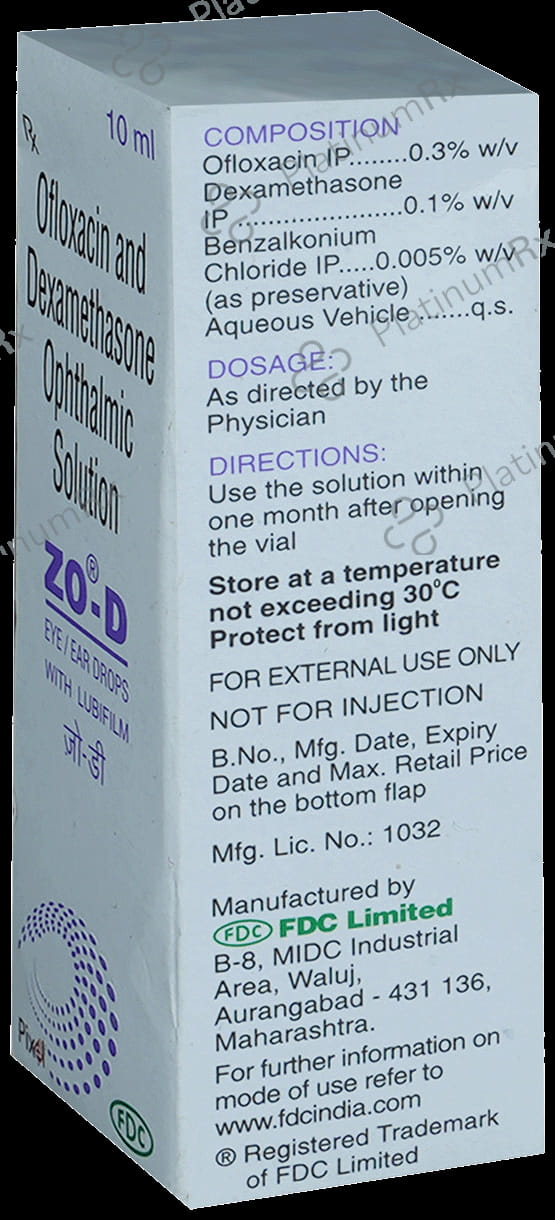 Rx
10 ml
Ofloxacin and
Dexamethasone
Ophthalmic
Solution
ZO®-D
EYE/EAR DROPS
WITH LUBIFILM
ज़ो-डी
Pixel
FDC
COMPOSITION
Ofloxacin IP........0.3% w/v
Dexamethasone
IP .....................0.1% w/v
Benzalkonium
Chloride IP.....0.005% w/v
(as preservative)
Aqueous Vehicle.......q.s.
DOSAGE:
As directed by the
Physician
DIRECTIONS:
Use the solution within
one month after opening
the vial
Store at a temperature
not exceeding 30°C
Protect from light
FOR EXTERNAL USE ONLY
NOT FOR INJECTION
B.No., Mfg. Date, Expiry
Date and Max. Retail Price
on the bottom flap
Mfg. Lic. No.: 1032
Manufactured by
FDC FDC Limited
B-8, MIDC Industrial
Area, Waluj,
Aurangabad - 431 136,
Maharashtra.
For further information on
mode of use refer to
www.fdcindia.com
® Registered Trademark
of FDC Limited
PlatinumRx
PlatinumRx
PlatinumRx